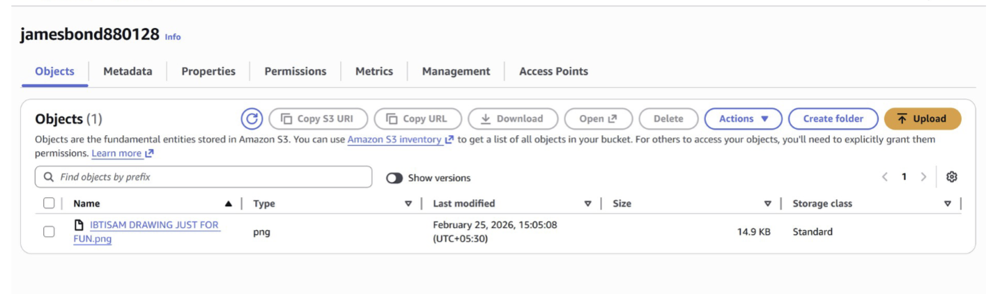 jamesbond880128 Info
Objects Metadata Properties Permissions Metrics Management Access Points
Objects (1) Copy S3 URI Copy URL Download Open Delete Actions Create folder Upload
Objects are the fundamental entities stored in Amazon S3. You can use Amazon S3 inventory to get a list of all objects in your bucket. For others to access your objects, you'll need to explicitly grant them
permissions. Learn more
Find objects by prefix Show versions 1
Name Type Last modified Size Storage class
IBTISAM DRAWING JUST FOR
FUN.png png February 25, 2026, 15:05:08
(UTC+05:30) 14.9 KB Standard